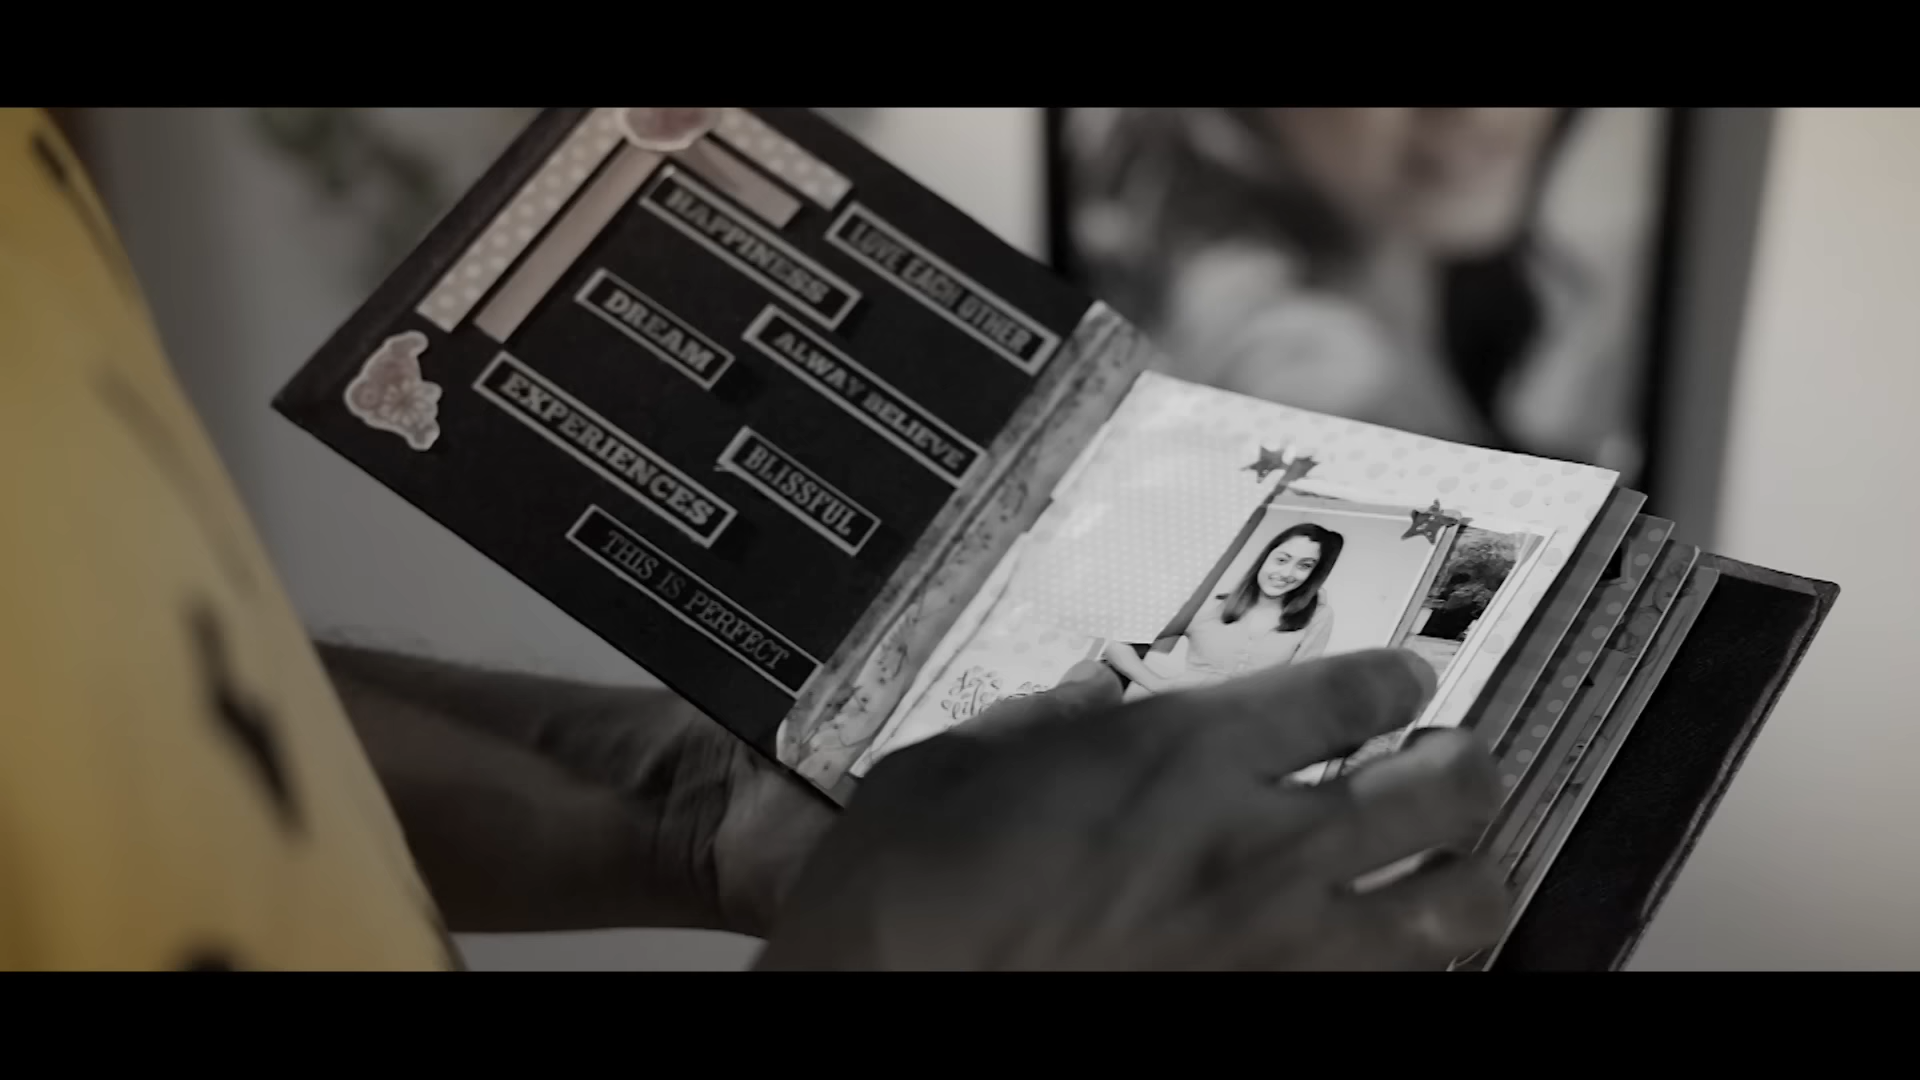 HAPPINESS
LOVE EACH OTHER
DREAM
ALWAY BELIEVE
EXPERIENCES
BLISSFUL
THIS IS PERFECT